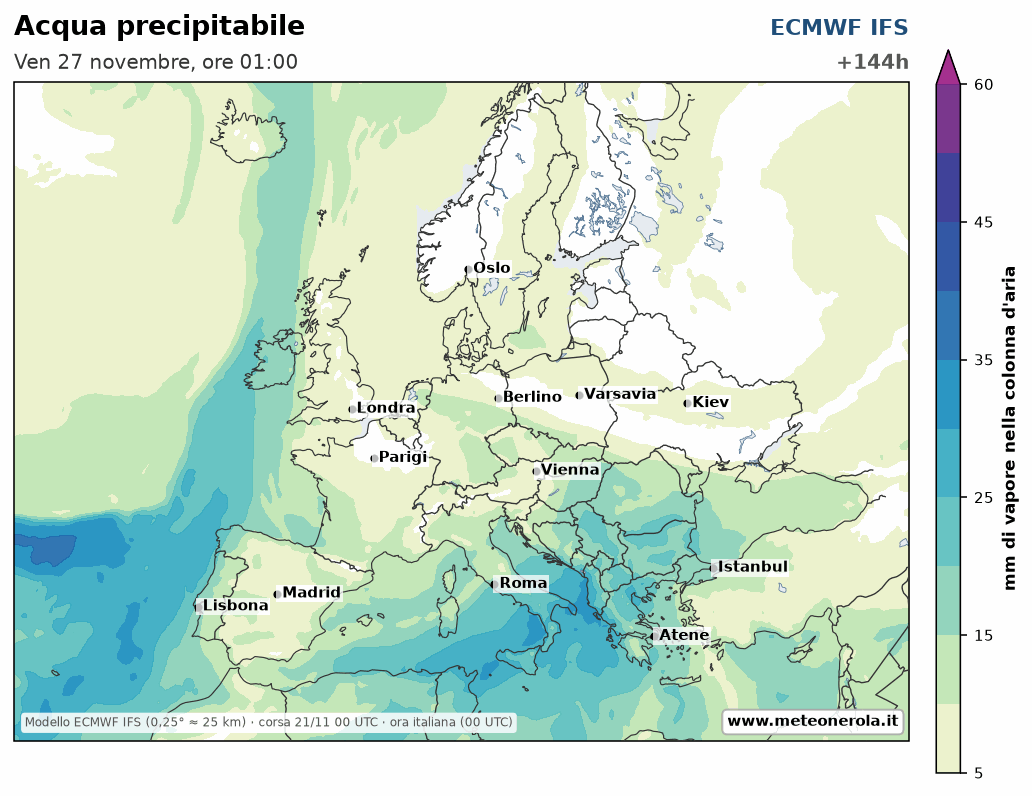 Acqua precipitabile
ECMWF IFS
Ven 27 novembre, ore 01:00
+144h
60
45
35
25
15
5
mm di vapore nella colonna d'aria
Oslo
Londra
Berlino
Varsavia
Kiev
Parigi
Vienna
Istanbul
Roma
Madrid
Lisbona
Atene
Modello ECMWF IFS (0,25° ≈ 25 km) · corsa 21/11 00 UTC · ora italiana (00 UTC)
www.meteonerola.it